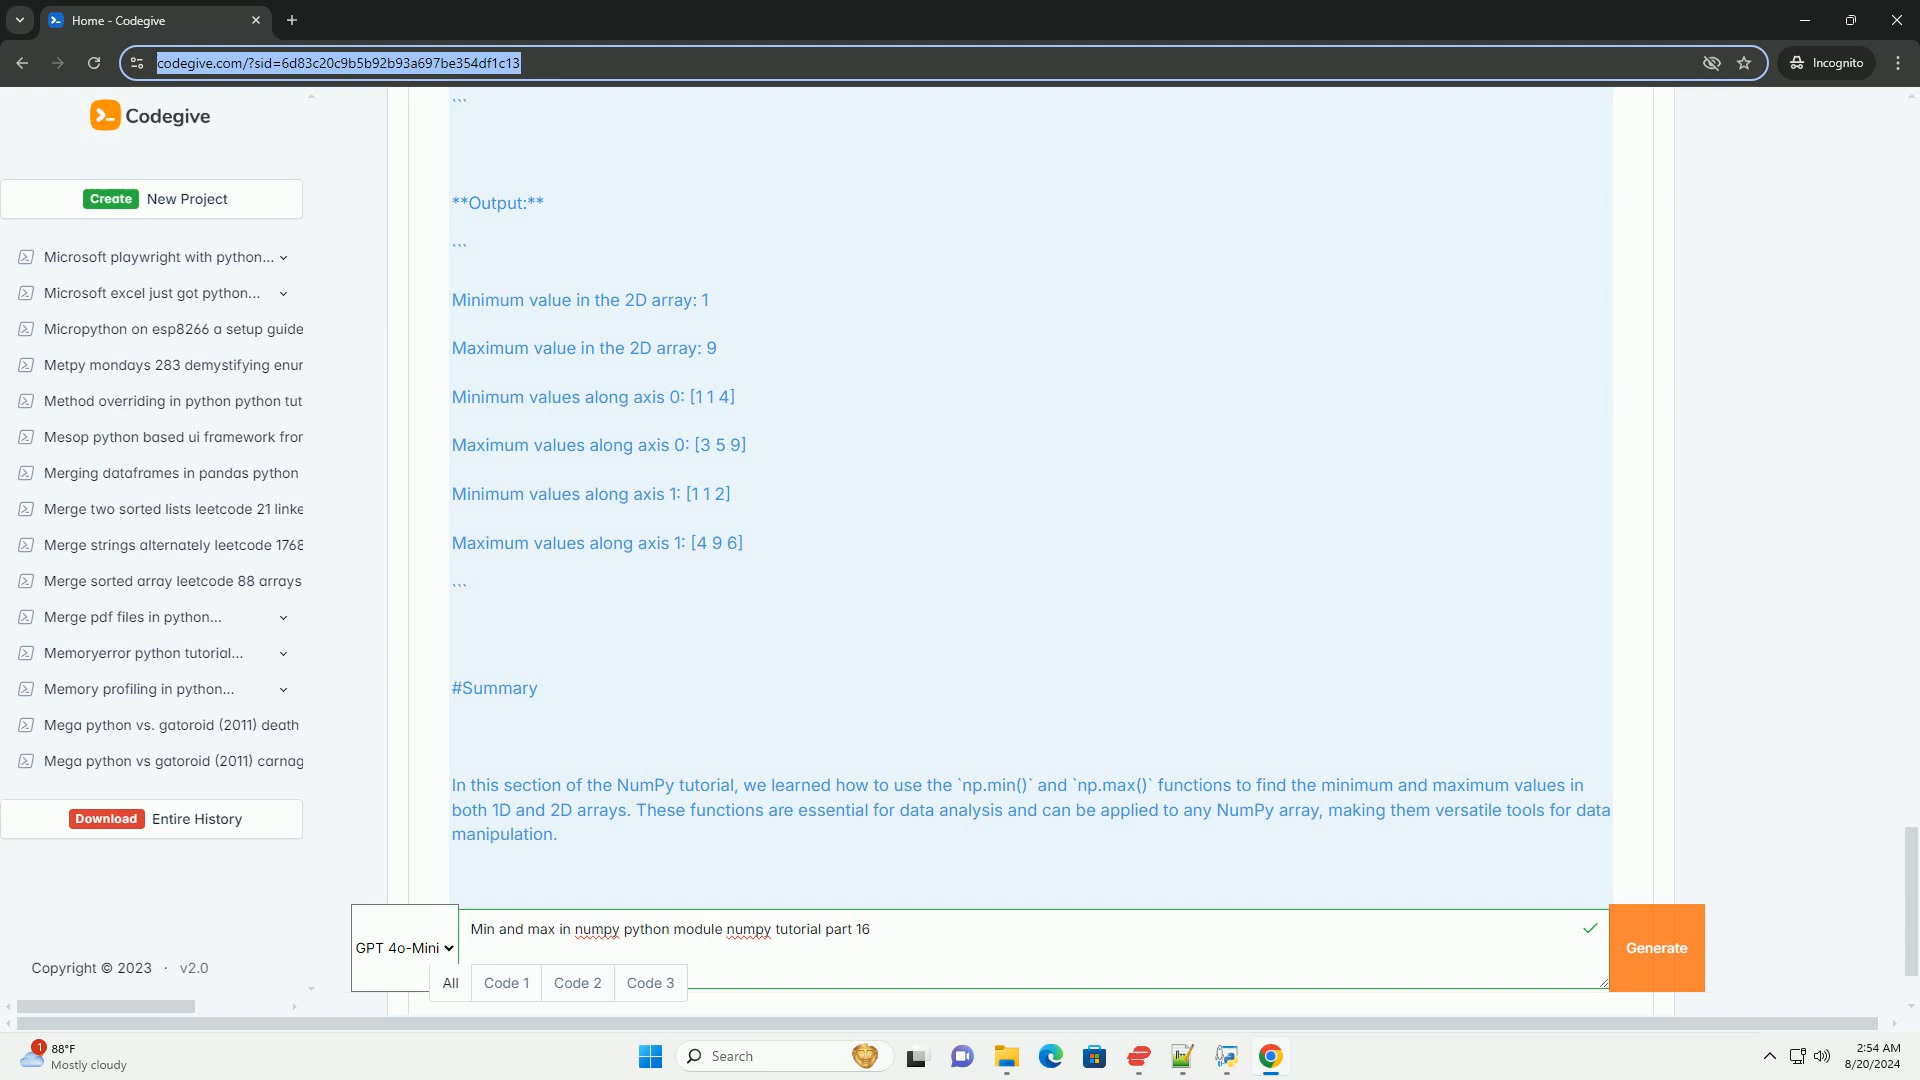 Home - Codegive
codegive.com/?sid=6d83c20c9b5b92b93a697be354df1c13
Incognito
Codegive
Create New Project
Microsoft playwright with python...
Microsoft excel just got python...
Micropython on esp8266 a setup guide
Metpy mondays 283 demystifying enur
Method overriding in python python tut
Mesop python based ui framework fror
Merging dataframes in pandas python
Merge two sorted lists leetcode 21 linke
Merge strings alternately leetcode 1768
Merge sorted array leetcode 88 arrays
Merge pdf files in python...
Memoryerror python tutorial...
Memory profiling in python...
Mega python vs. gatoroid (2011) death
Mega python vs gatoroid (2011) carnag
Download Entire History
Copyright © 2023 · v2.0
```
**Output:**
```
Minimum value in the 2D array: 1
Maximum value in the 2D array: 9
Minimum values along axis 0: [1 1 4]
Maximum values along axis 0: [3 5 9]
Minimum values along axis 1: [1 1 2]
Maximum values along axis 1: [4 9 6]
```
#Summary
In this section of the NumPy tutorial, we learned how to use the `np.min()` and `np.max()` functions to find the minimum and maximum values in
both 1D and 2D arrays. These functions are essential for data analysis and can be applied to any NumPy array, making them versatile tools for data
manipulation.
GPT 4o-Mini
Min and max in numpy python module numpy tutorial part 16
Generate
All Code 1 Code 2 Code 3
1
88°F
Mostly cloudy
Search
2:54 AM
8/20/2024